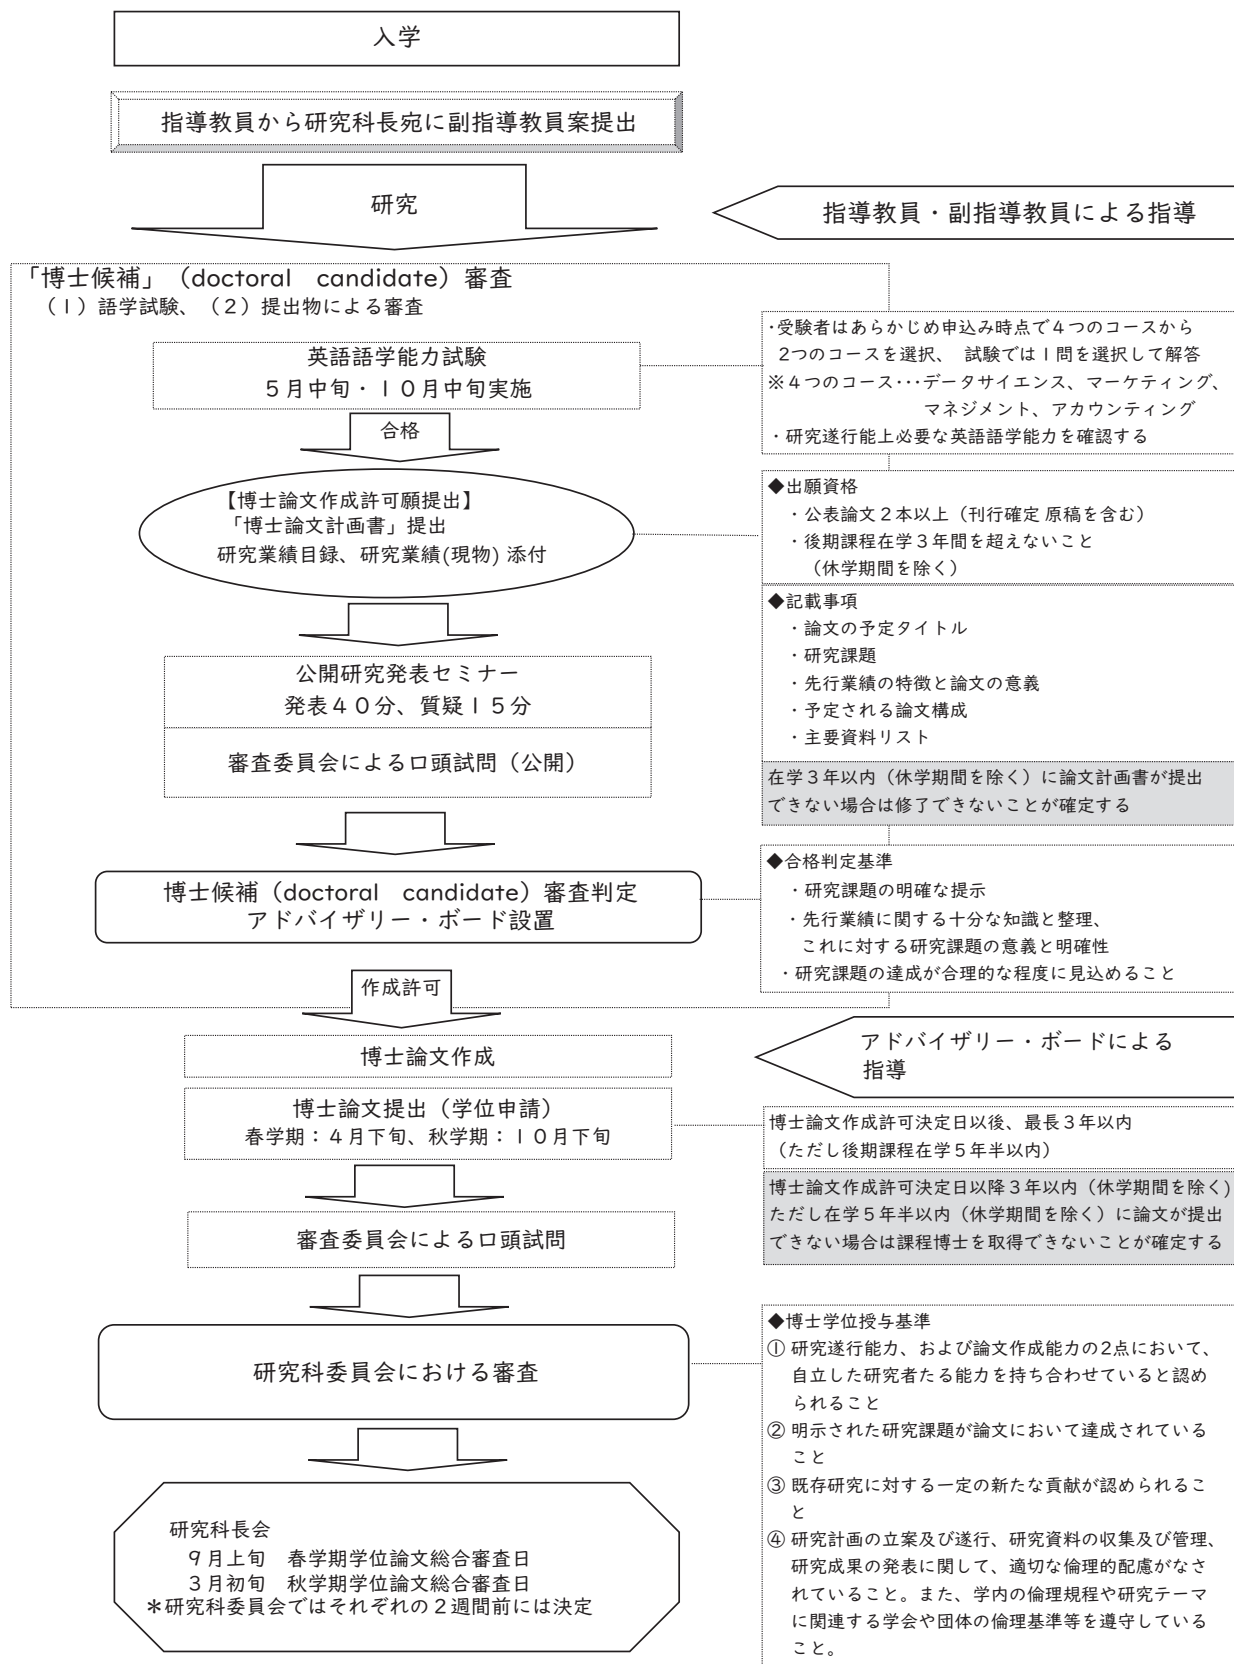 入学
指導教員から研究科長宛に副指導教員案提出
研究
指導教員・副指導教員による指導
「博士候補」（doctoral　candidate）審査
（１）語学試験、（２）提出物による審査
英語語学能力試験
５月中旬・１０月中旬実施
・受験者はあらかじめ申込み時点で４つのコースから
2つのコースを選択、 試験では１問を選択して解答
※４つのコース･･･データサイエンス、マーケティング、
マネジメント、アカウンティング
・研究遂行能上必要な英語語学能力を確認する
合格
【博士論文作成許可願提出】
「博士論文計画書」提出
研究業績目録、研究業績(現物) 添付
◆出願資格
・公表論文２本以上（刊行確定 原稿を含む）
・後期課程在学３年間を超えないこと
（休学期間を除く）
◆記載事項
・論文の予定タイトル
・研究課題
・先行業績の特徴と論文の意義
・予定される論文構成
・主要資料リスト
在学３年以内（休学期間を除く）に論文計画書が提出
できない場合は修了できないことが確定する
公開研究発表セミナー
発表４０分、質疑１５分
審査委員会による口頭試問（公開）
博士候補（doctoral　candidate）審査判定
アドバイザリー・ボード設置
◆合格判定基準
・研究課題の明確な提示
・先行業績に関する十分な知識と整理、
これに対する研究課題の意義と明確性
・研究課題の達成が合理的な程度に見込めること
作成許可
博士論文作成
アドバイザリー・ボードによる
指導
博士論文提出（学位申請）
春学期：４月下旬、秋学期：１０月下旬
博士論文作成許可決定日以後、最長３年以内
（ただし後期課程在学５年半以内）
博士論文作成許可決定日以降３年以内（休学期間を除く)
ただし在学５年半以内（休学期間を除く）に論文が提出
できない場合は課程博士を取得できないことが確定する
審査委員会による口頭試問
研究科委員会における審査
◆博士学位授与基準
① 研究遂行能力、および論文作成能力の2点において、
自立した研究者たる能力を持ち合わせていると認め
られること
② 明示された研究課題が論文において達成されている
こと
③ 既存研究に対する一定の新たな貢献が認められるこ
と
④ 研究計画の立案及び遂行、研究資料の収集及び管理、
研究成果の発表に関して、適切な倫理的配慮がなさ
れていること。また、学内の倫理規程や研究テーマ
に関連する学会や団体の倫理基準等を遵守している
こと。
研究科長会
９月上旬　春学期学位論文総合審査日
３月初旬　秋学期学位論文総合審査日
＊研究科委員会ではそれぞれの２週間前には決定